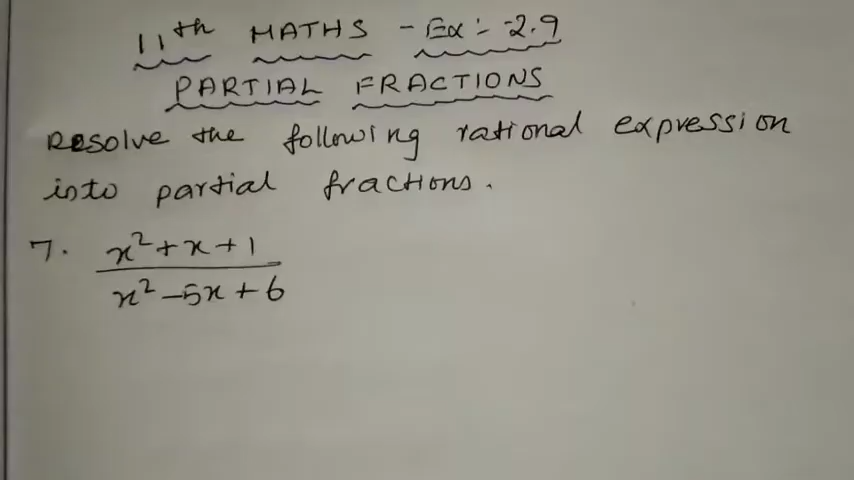 11th MATHS - Ex:- 2.9
PARTIAL FRACTIONS
Resolve the following rational expression
into partial fractions.
7. x²+x+1
x²-5x+6